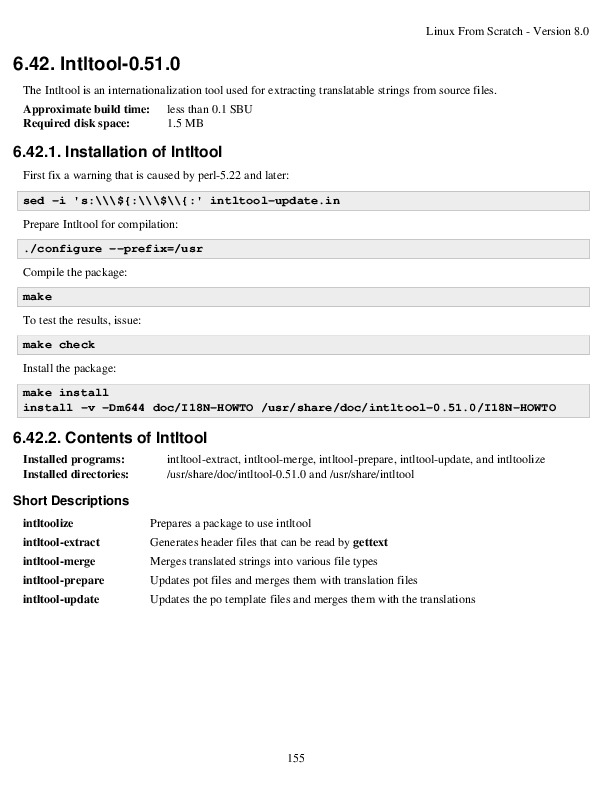 Linux From Scratch - Version 8.0
6.42. Intltool-0.51.0
The Intltool is an internationalization tool used for extracting translatable strings from source files.
Approximate build time: less than 0.1 SBU
Required disk space: 1.5 MB
6.42.1. Installation of Intltool
First fix a warning that is caused by perl-5.22 and later:
sed -i 's:\\\${:\\\$\\{:' intltool-update.in
Prepare Intltool for compilation:
./configure --prefix=/usr
Compile the package:
make
To test the results, issue:
make check
Install the package:
make install
install -v -Dm644 doc/I18N-HOWTO /usr/share/doc/intltool-0.51.0/I18N-HOWTO
6.42.2. Contents of Intltool
Installed programs: intltool-extract, intltool-merge, intltool-prepare, intltool-update, and intltoolize
Installed directories: /usr/share/doc/intltool-0.51.0 and /usr/share/intltool
Short Descriptions
intltoolize Prepares a package to use intltool
intltool-extract Generates header files that can be read by gettext
intltool-merge Merges translated strings into various file types
intltool-prepare Updates pot files and merges them with translation files
intltool-update Updates the po template files and merges them with the translations
155